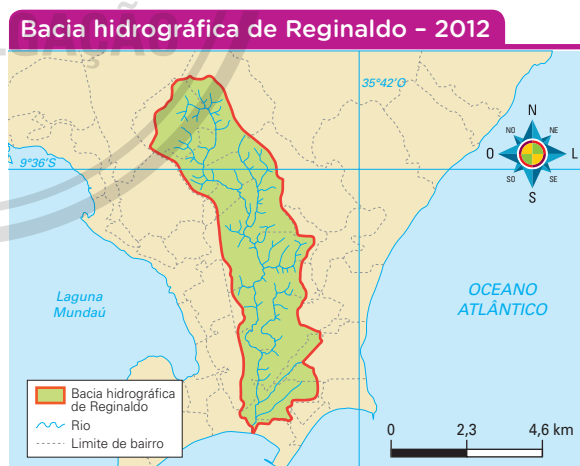 Bacia hidrográfica de Reginaldo – 2012
35°42'O
N
NO
NE
O
L
SO
SE
S
9°36'S
Laguna
Mundaú
OCEANO
ATLÂNTICO
Bacia hidrográfica
de Reginaldo
Rio
Limite de bairro
0
2,3
4,6 km